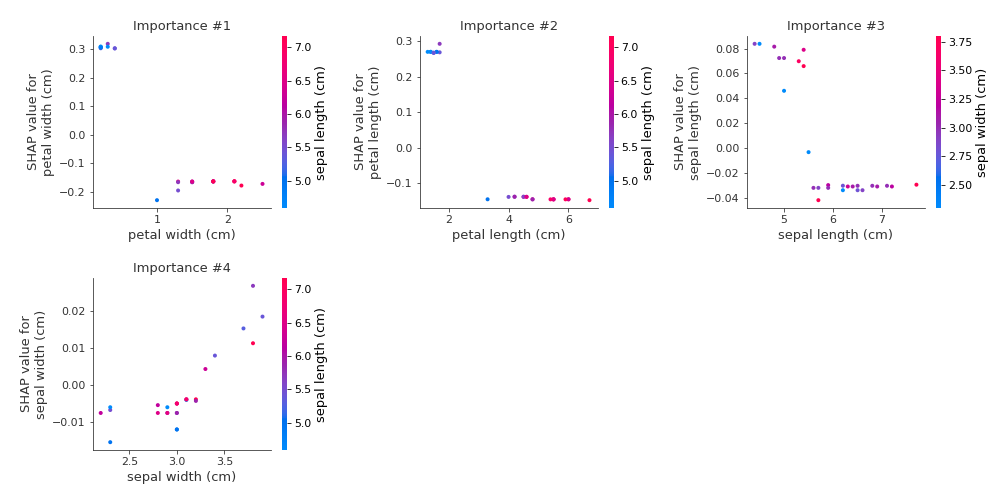 Importance #1
SHAP value for
petal width (cm)
0.3
0.2
0.1
0.0
−0.1
−0.2
1
2
petal width (cm)
7.0
6.5
6.0
5.5
5.0
sepal length (cm)
Importance #2
SHAP value for
petal length (cm)
0.3
0.2
0.1
0.0
−0.1
2
4
6
petal length (cm)
7.0
6.5
6.0
5.5
5.0
sepal length (cm)
Importance #3
SHAP value for
sepal length (cm)
0.08
0.06
0.04
0.02
0.00
−0.02
−0.04
5
6
7
sepal length (cm)
3.75
3.50
3.25
3.00
2.75
2.50
sepal width (cm)
Importance #4
SHAP value for
sepal width (cm)
0.02
0.01
0.00
−0.01
2.5
3.0
3.5
sepal width (cm)
7.0
6.5
6.0
5.5
5.0
sepal length (cm)